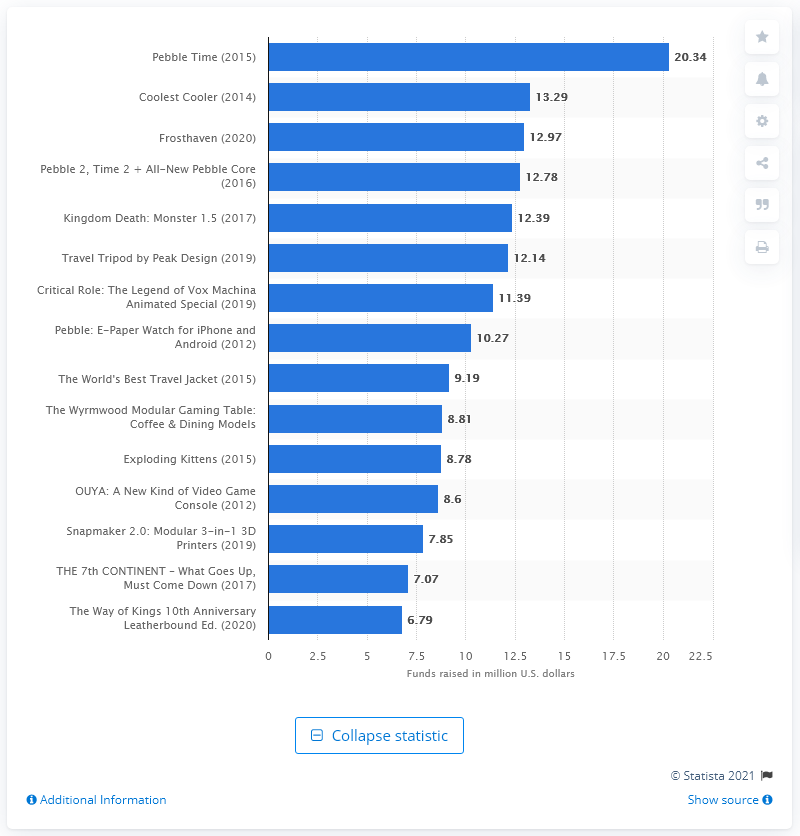 Pebble Time (2015)
20.34
Coolest Cooler (2014)
13.29
Frosthaven (2020)
12.97
Pebble 2, Time 2 + All-New Pebble Core
(2016)
12.78
Kingdom Death: Monster 1.5 (2017)
12.39
Travel Tripod by Peak Design (2019)
12.14
Critical Role: The Legend of Vox Machina
Animated Special (2019)
11.39
Pebble: E-Paper Watch for iPhone and
Android (2012)
10.27
The World's Best Travel Jacket (2015)
9.19
The Wyrmwood Modular Gaming Table:
Coffee & Dining Models
8.81
Exploding Kittens (2015)
8.78
OUYA: A New Kind of Video Game
Console (2012)
8.6
Snapmaker 2.0: Modular 3-in-1 3D
Printers (2019)
7.85
THE 7th CONTINENT – What Goes Up,
Must Come Down (2017)
7.07
The Way of Kings 10th Anniversary
Leatherbound Ed. (2020)
6.79
0 2.5 5 7.5 10 12.5 15 17.5 20 22.5
Funds raised in million U.S. dollars
Collapse statistic
© Statista 2021
Additional Information
Show source